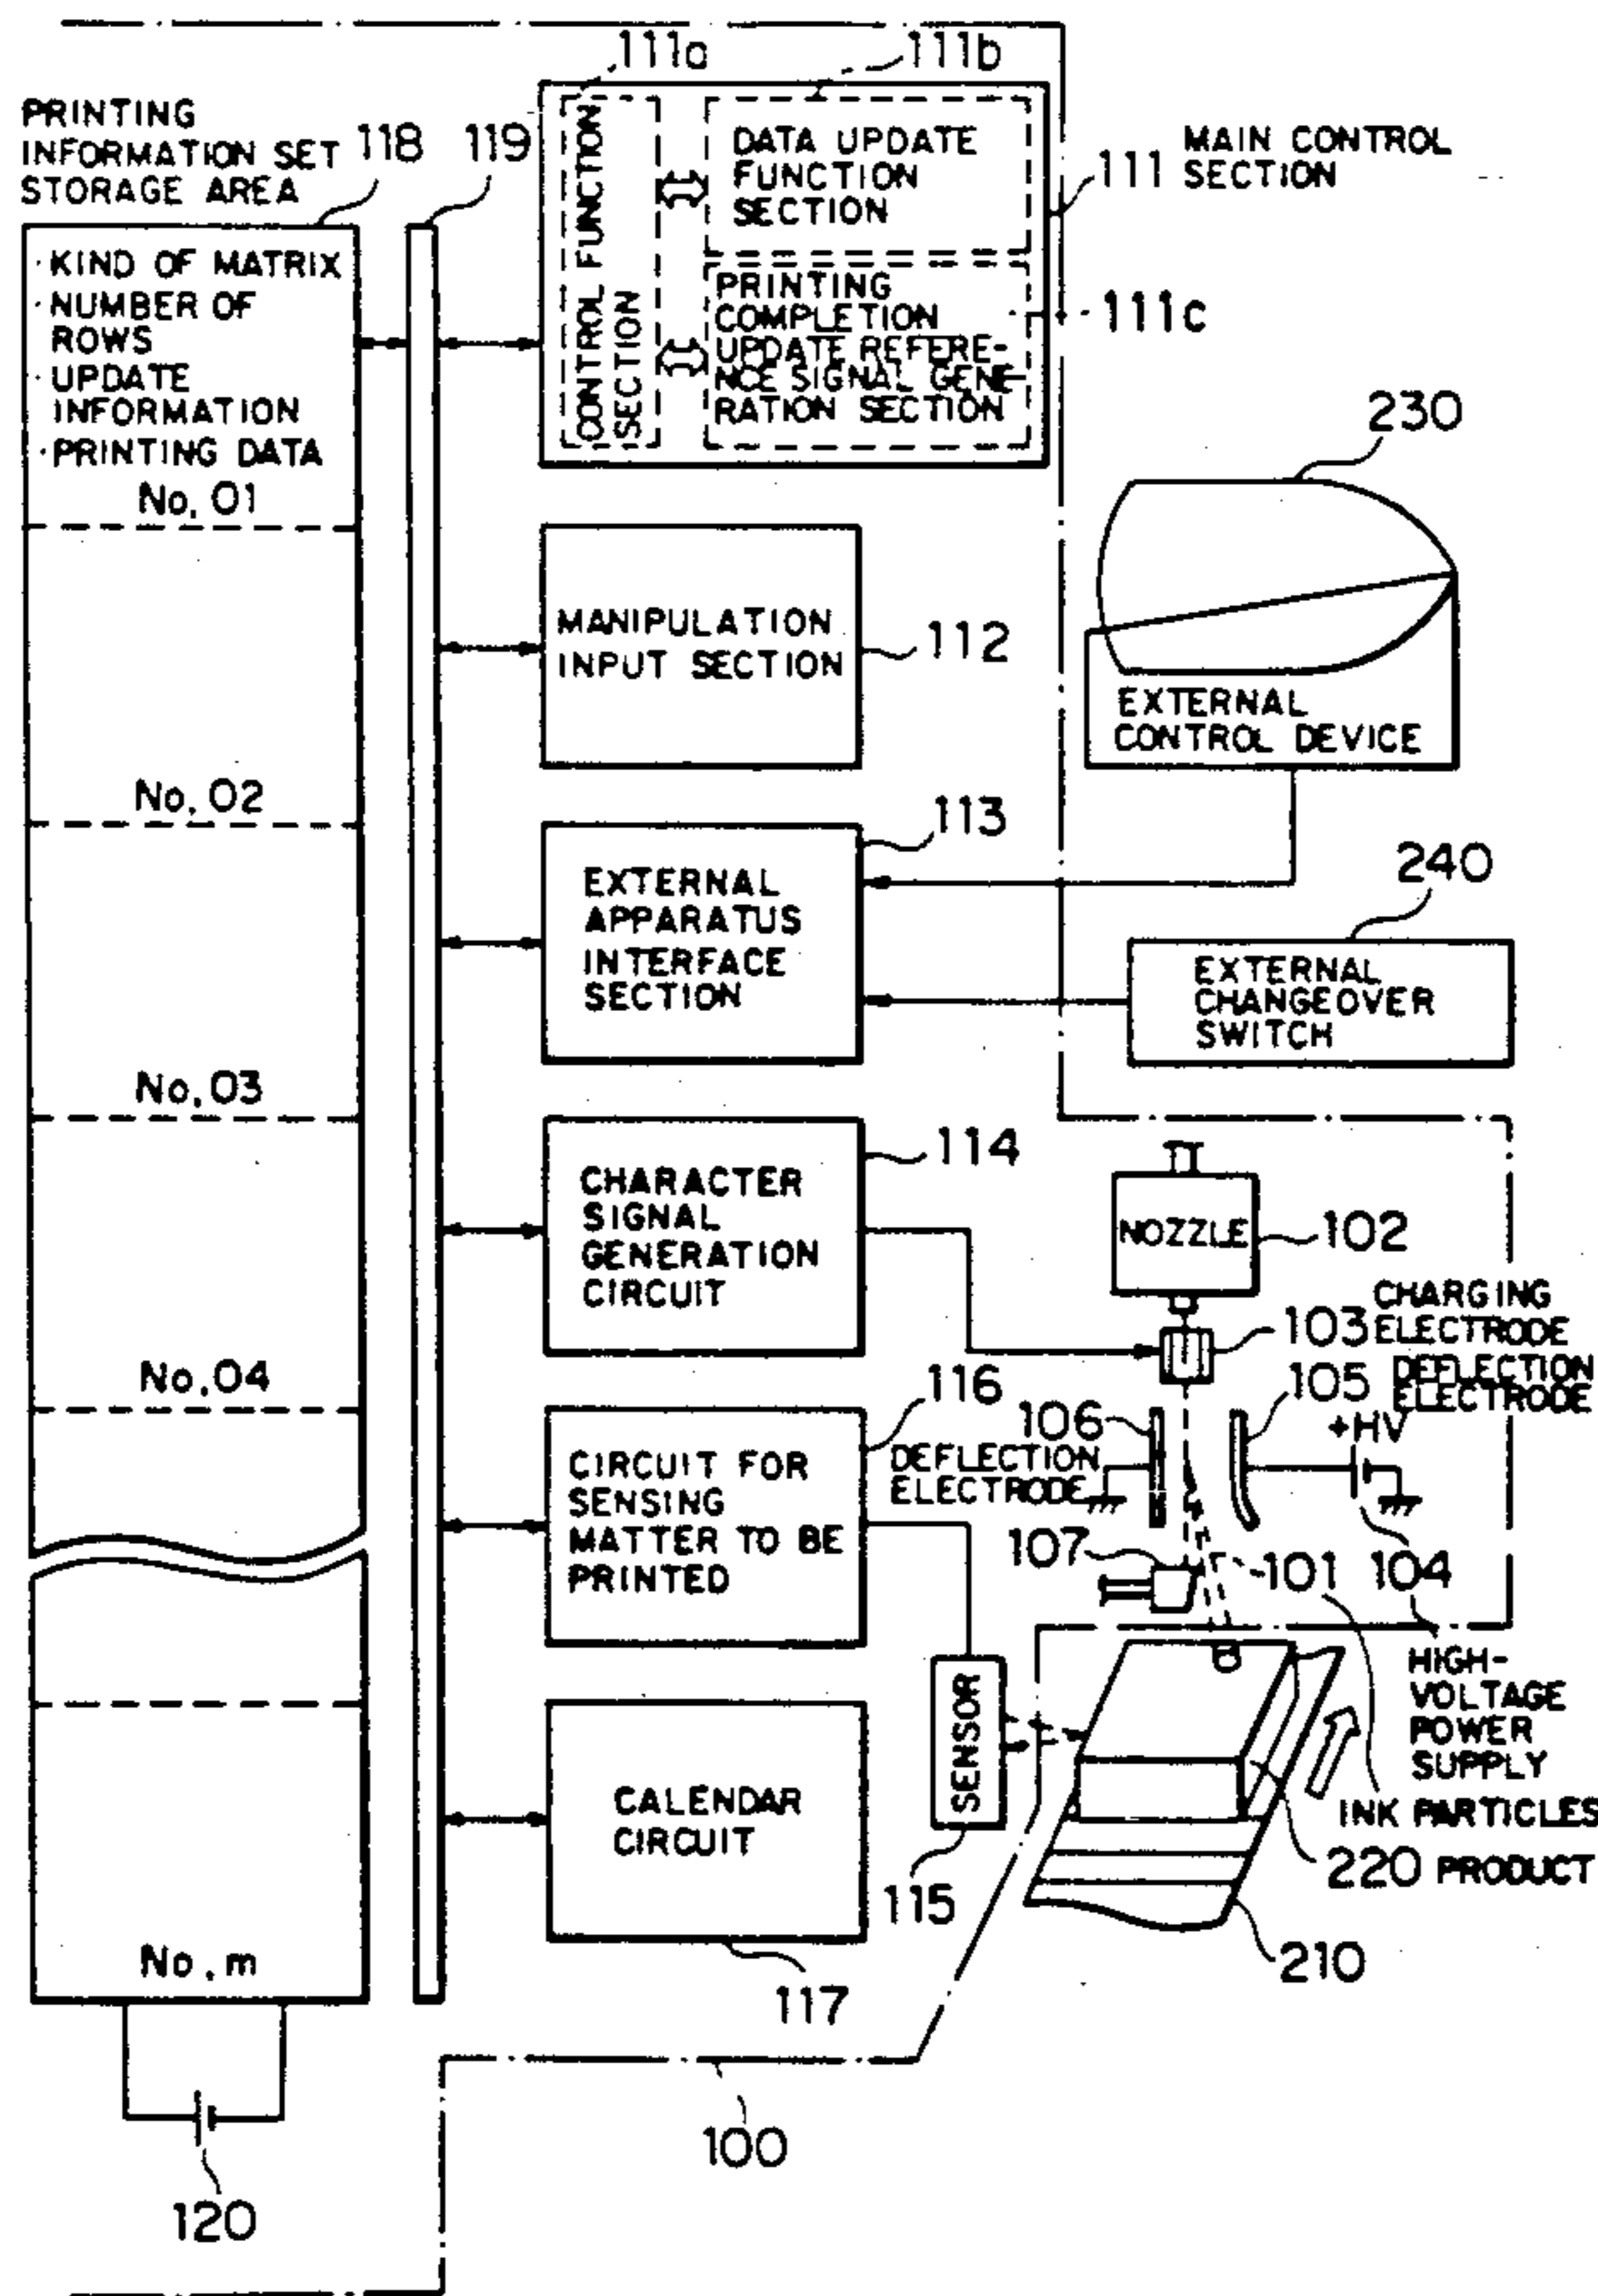 PRINTING
INFORMATION SET
STORAGE AREA
118
119
111a
111b
· KIND OF MATRIX
· NUMBER OF
ROWS
· UPDATE
INFORMATION
· PRINTING DATA
No. 01
No. 02
No. 03
No. 04
No. m
120
CONTROL FUNCTION
SECTION
DATA UPDATE
FUNCTION
SECTION
PRINTING
COMPLETION
UPDATE REFERE-
NCE SIGNAL GENE-
RATION SECTION
111c
111
MAIN CONTROL
SECTION
MANIPULATION
INPUT SECTION
112
230
EXTERNAL
CONTROL DEVICE
113
EXTERNAL
APPARATUS
INTERFACE
SECTION
240
EXTERNAL
CHANGEOVER
SWITCH
CHARACTER
SIGNAL
GENERATION
CIRCUIT
114
NOZZLE
102
103
CHARGING
ELECTRODE
105
DEFLECTION
ELECTRODE
+HV
106
DEFLECTION
ELECTRODE
116
CIRCUIT FOR
SENSING
MATTER TO BE
PRINTED
107
101
104
HIGH-
VOLTAGE
POWER
SUPPLY
INK PARTICLES
220 PRODUCT
210
SENSOR
115
CALENDAR
CIRCUIT
117
100